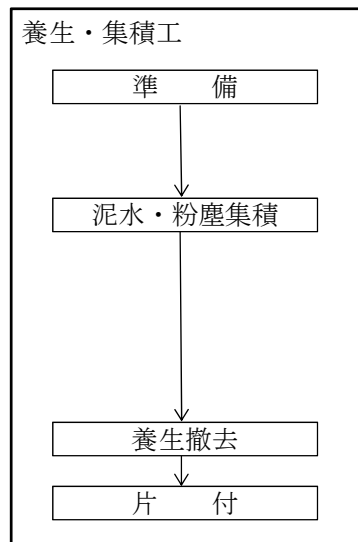 養生・集積工
準　　備
泥水・粉塵集積
養生撤去
片　　付